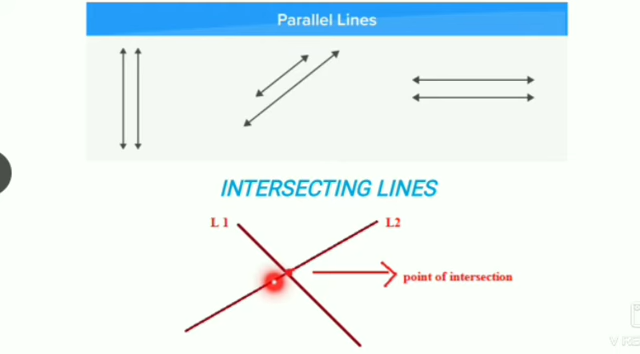 Parallel Lines
INTERSECTING LINES
L 1
L2
point of intersection